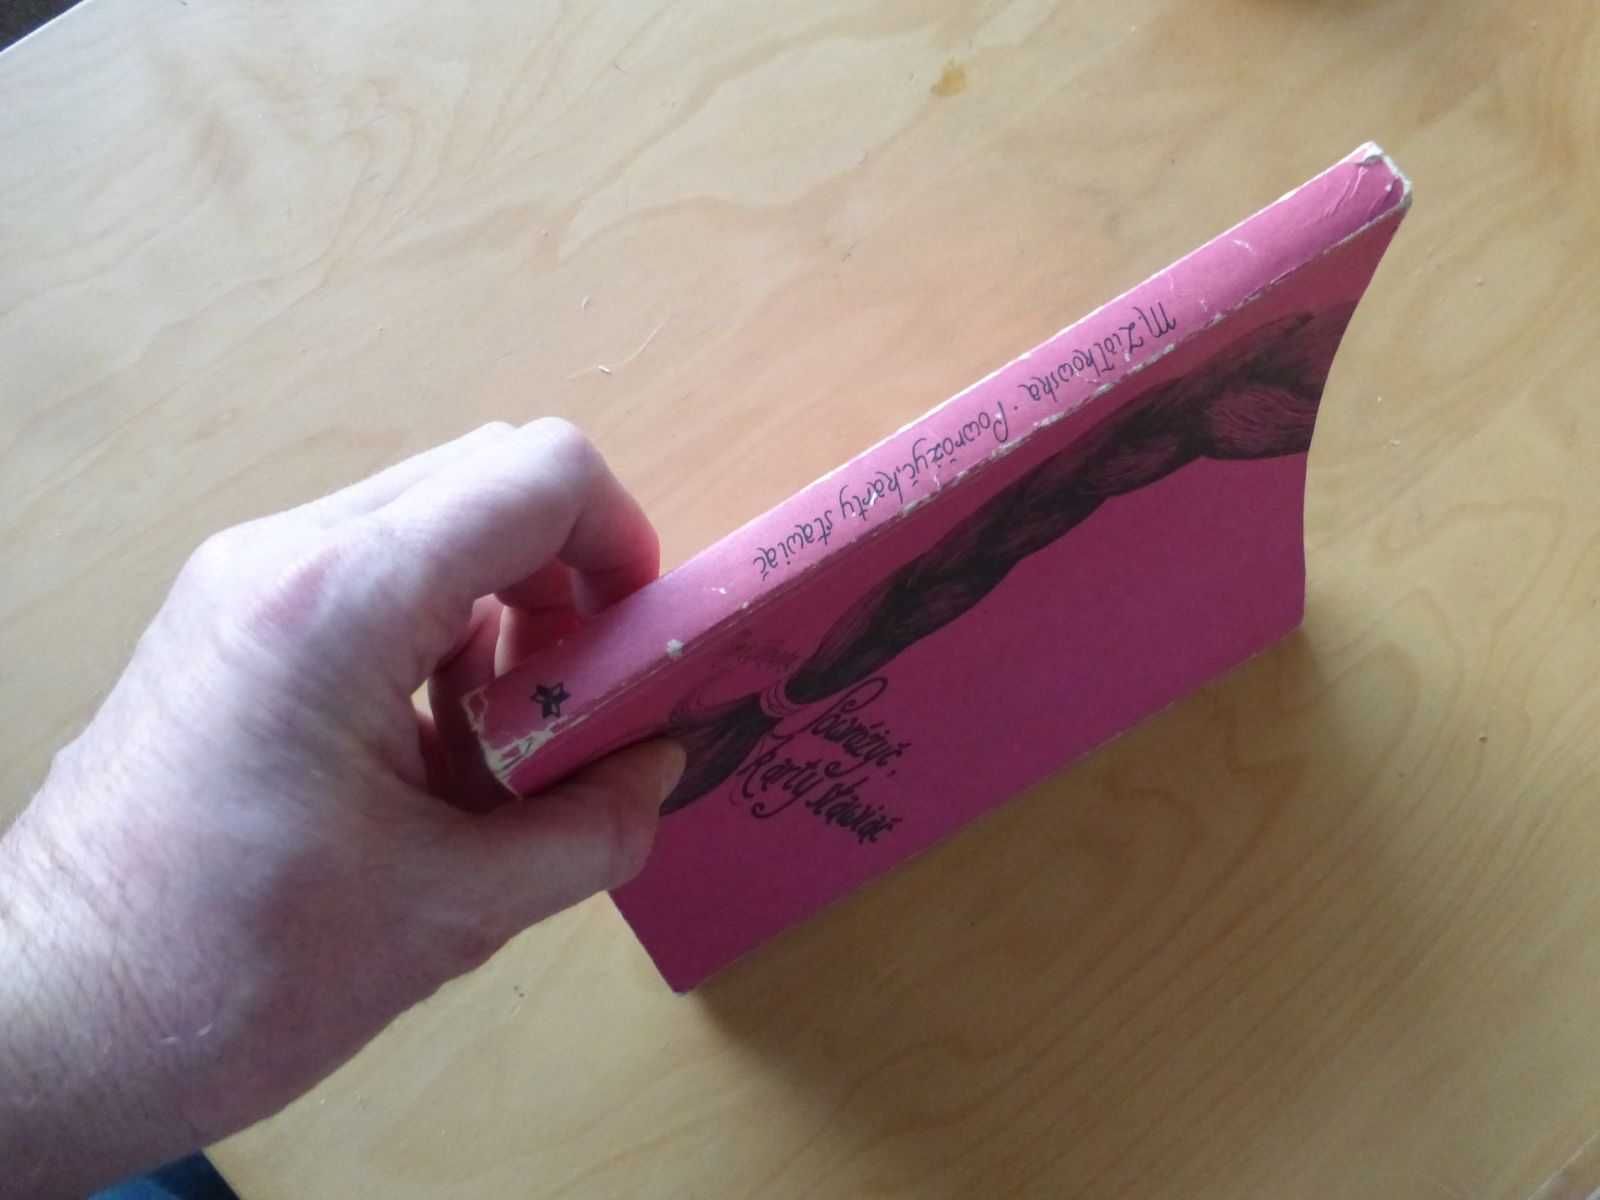 M. Ziółkowska · Powróżyć, karty stawiać
Powróżyć,
karty stawiać